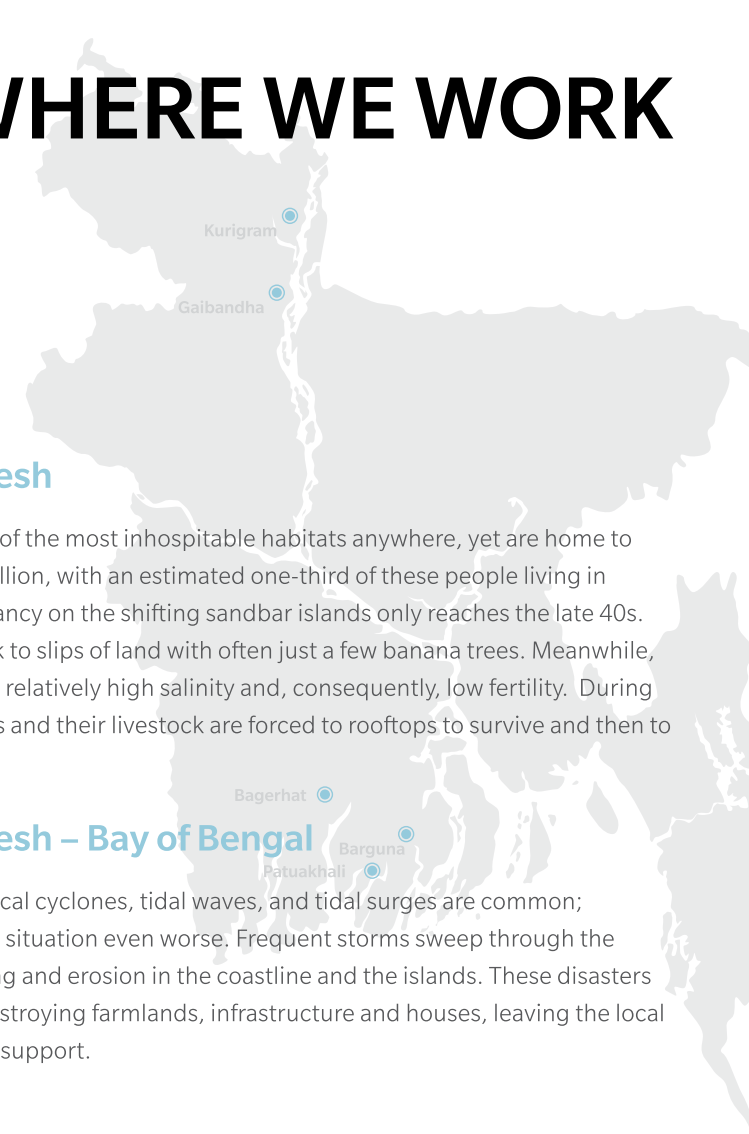 WHERE WE WORK
Kurigram
Gaibandha
esh
of the most inhospitable habitats anywhere, yet are home to
llion, with an estimated one-third of these people living in
ancy on the shifting sandbar islands only reaches the late 40s.
k to slips of land with often just a few banana trees. Meanwhile,
relatively high salinity and, consequently, low fertility. During
s and their livestock are forced to rooftops to survive and then to
Bagerhat
esh – Bay of Bengal
Barguna
Patuakhali
cal cyclones, tidal waves, and tidal surges are common;
situation even worse. Frequent storms sweep through the
ng and erosion in the coastline and the islands. These disasters
stroying farmlands, infrastructure and houses, leaving the local
support.